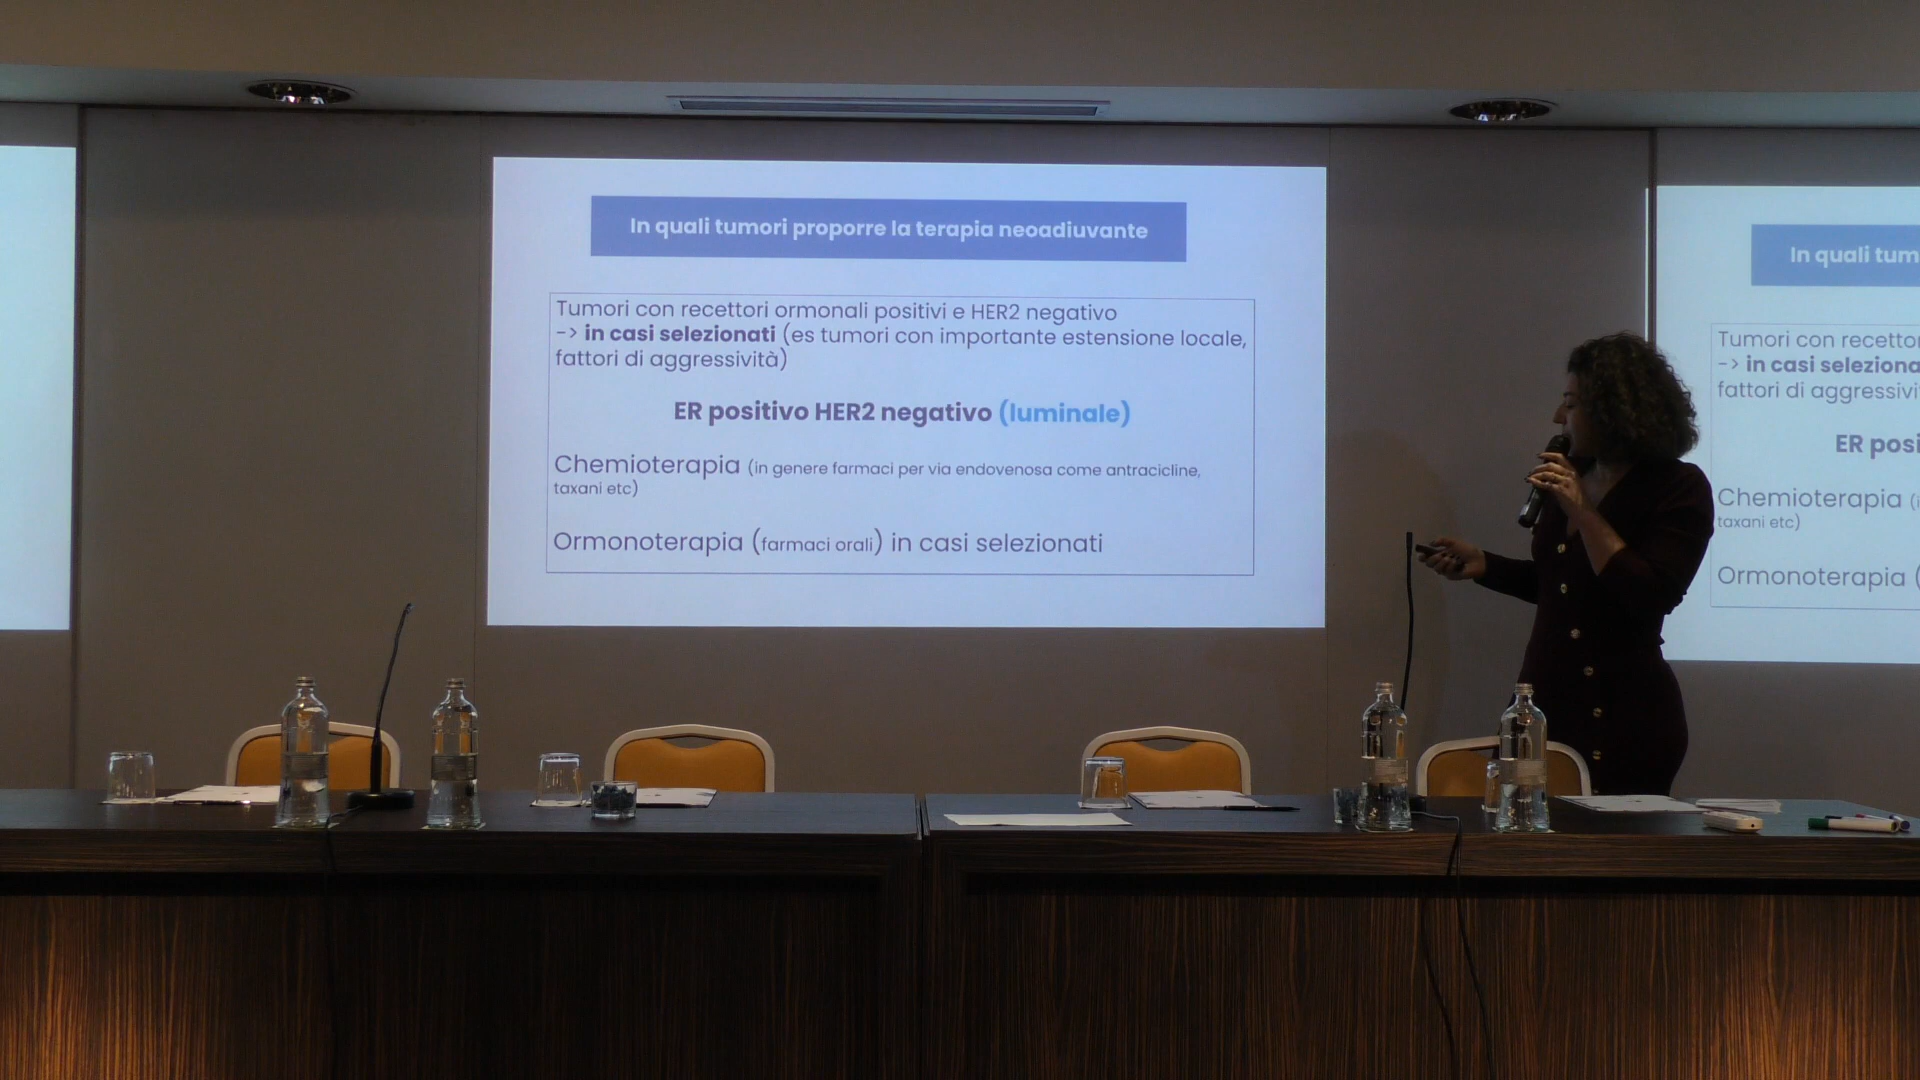 In quali tumori proporre la terapia neoadiuvante
Tumori con recettori ormonali positivi e HER2 negativo
-> in casi selezionati (es tumori con importante estensione locale,
fattori di aggressività)
ER positivo HER2 negativo (luminale)
Chemioterapia (in genere farmaci per via endovenosa come antracicline,
taxani etc)
Ormonoterapia (farmaci orali) in casi selezionati
In quali tum
Tumori con recetto
-> in casi seleziona
fattori di aggressivi
ER posi
Chemioterapia (i
taxani etc)
Ormonoterapia (